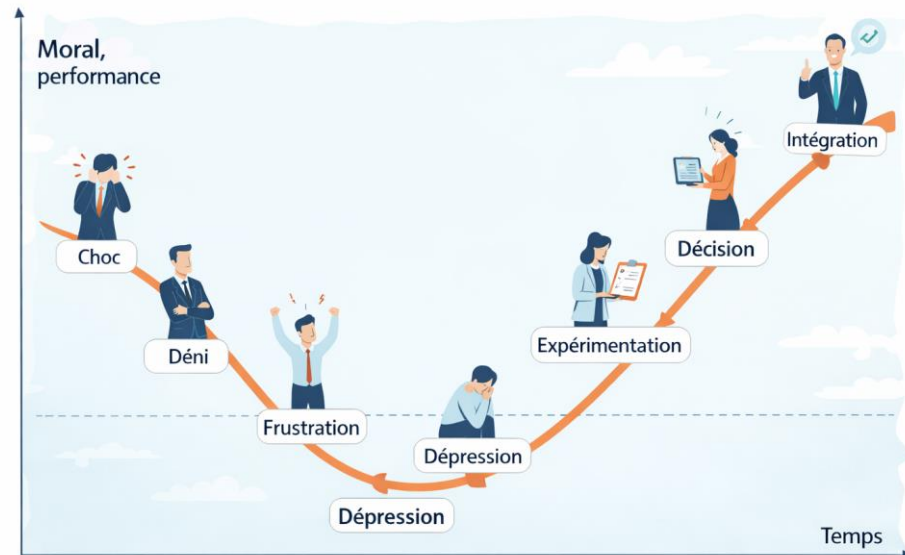 Moral,
performance
Intégration
Choc
Décision
Déni
Expérimentation
Frustration
Dépression
Dépression
Temps